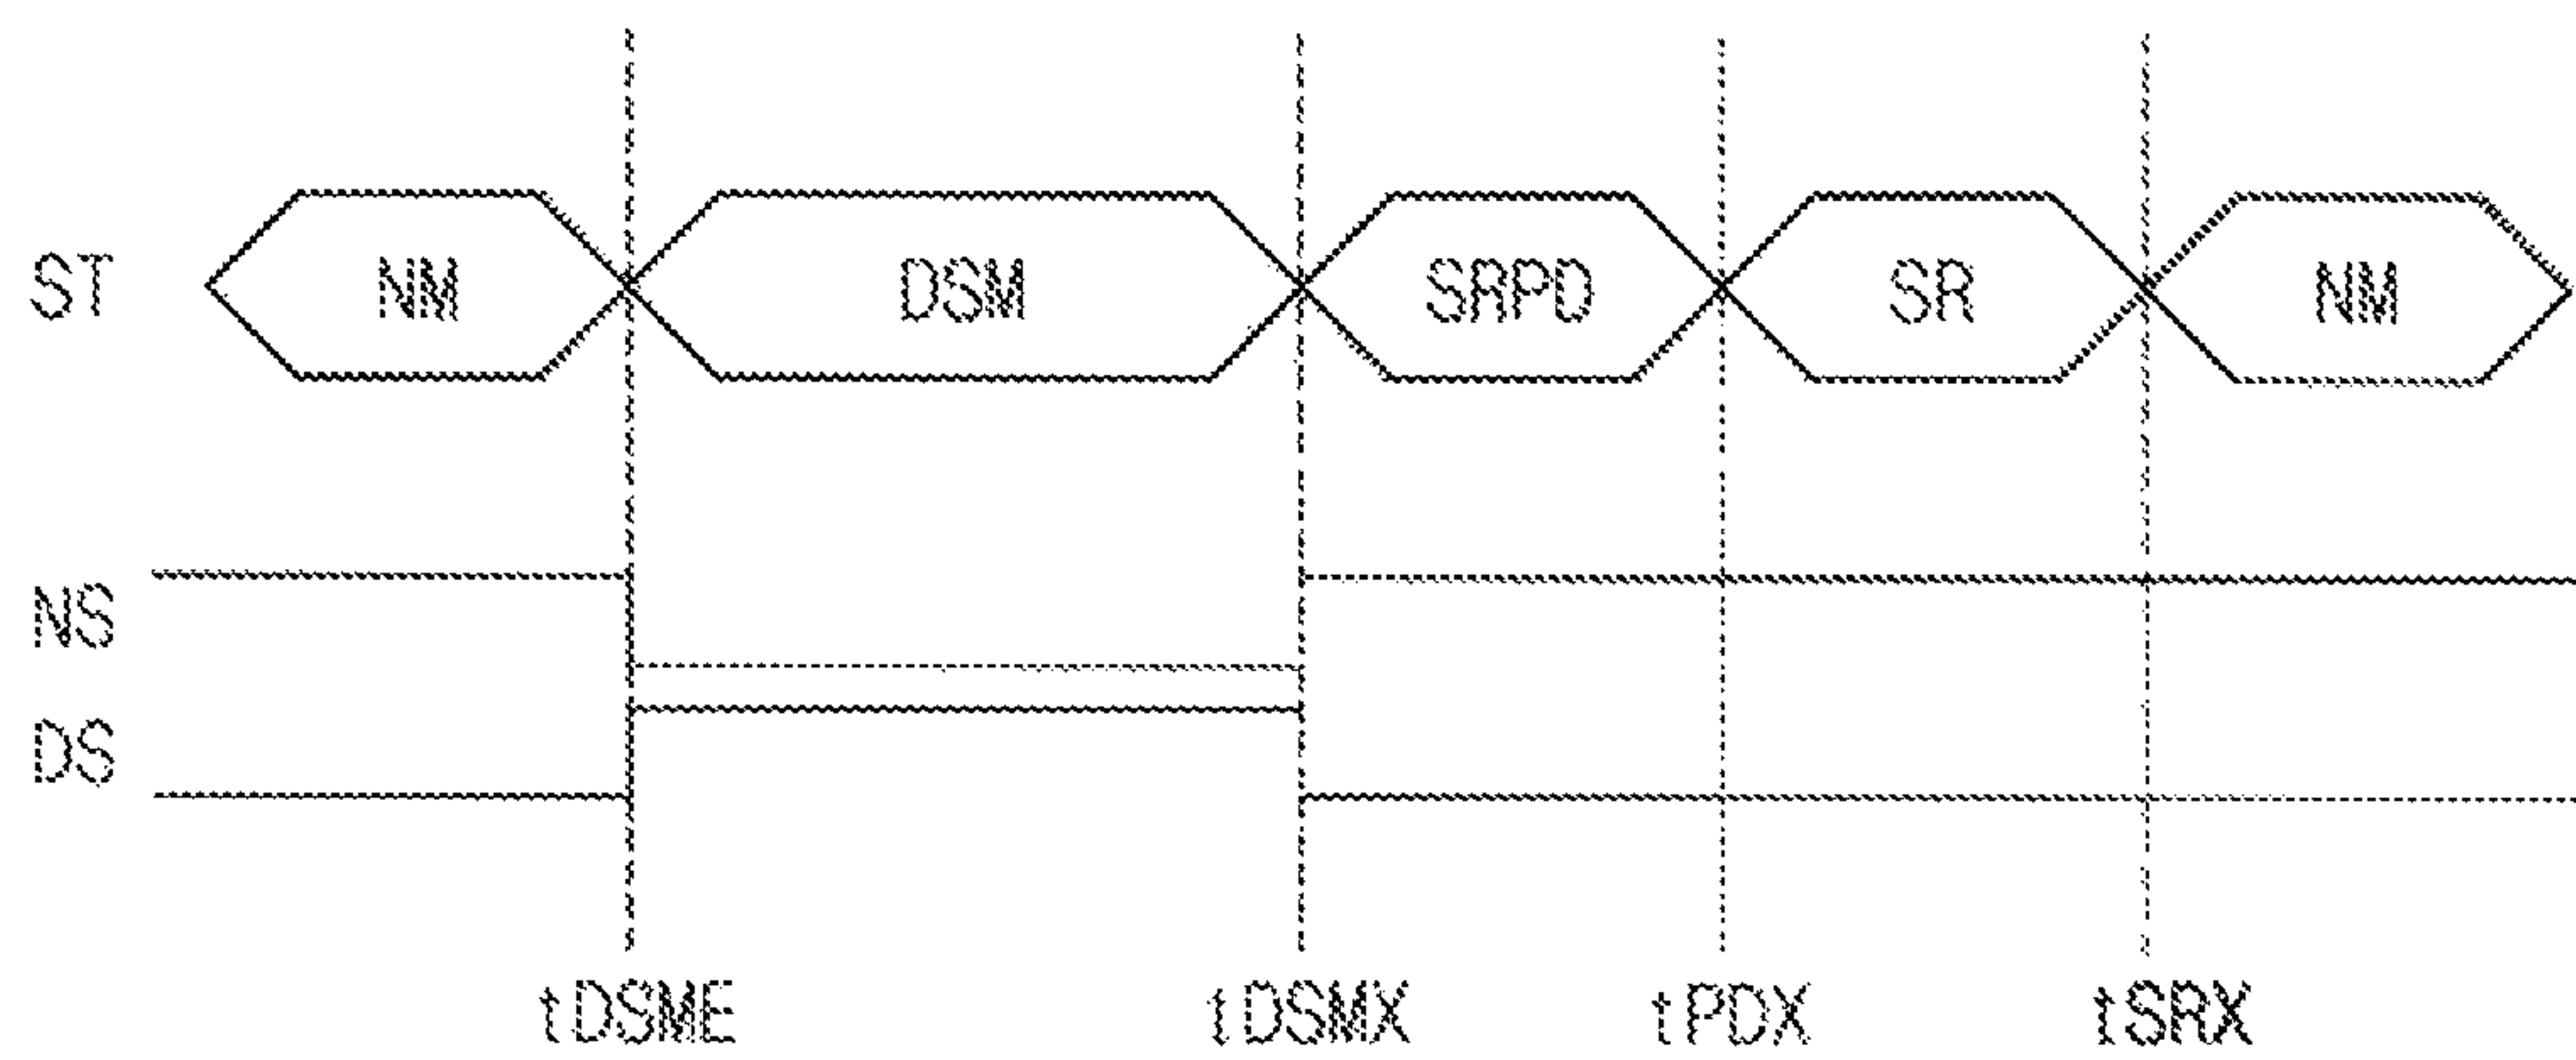 ST NM DSM SRPD SR NM
NS
DS
tDSME tDSMX tPDX tSRX